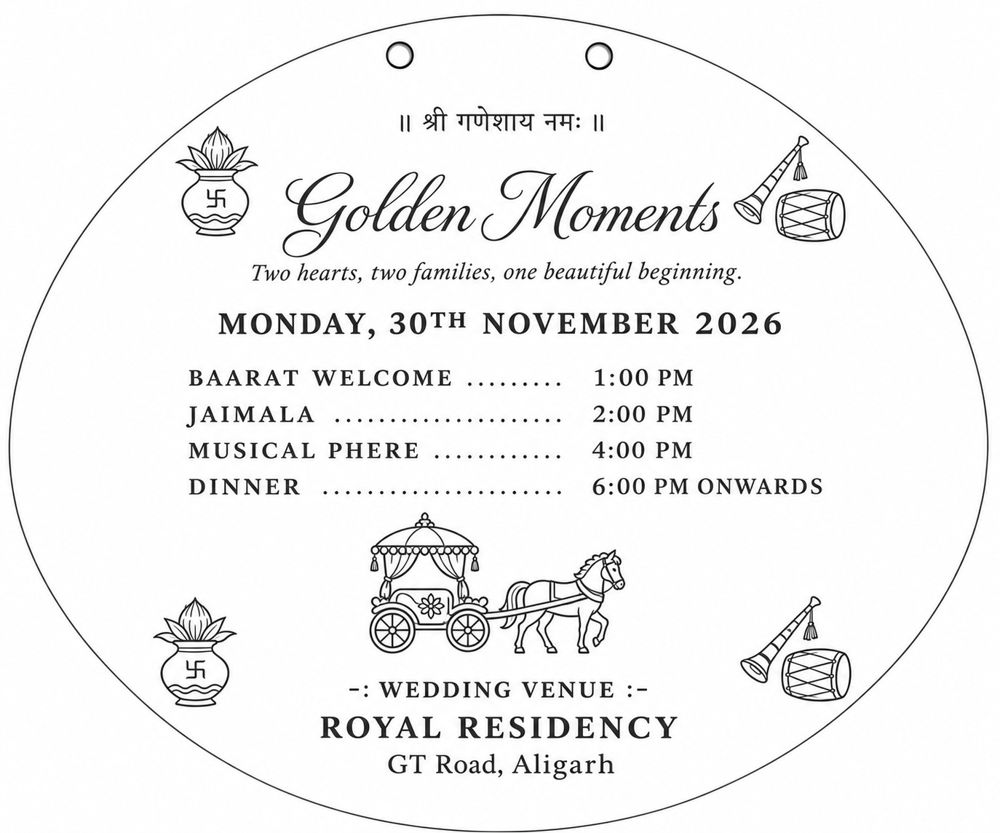 ॥ श्री गणेशाय नमः ॥
Golden Moments
Two hearts, two families, one beautiful beginning.
MONDAY, 30TH NOVEMBER 2026
BAARAT WELCOME ......... 1:00 PM
JAIMALA .................... 2:00 PM
MUSICAL PHERE ............ 4:00 PM
DINNER ...................... 6:00 PM ONWARDS
-: WEDDING VENUE :-
ROYAL RESIDENCY
GT Road, Aligarh